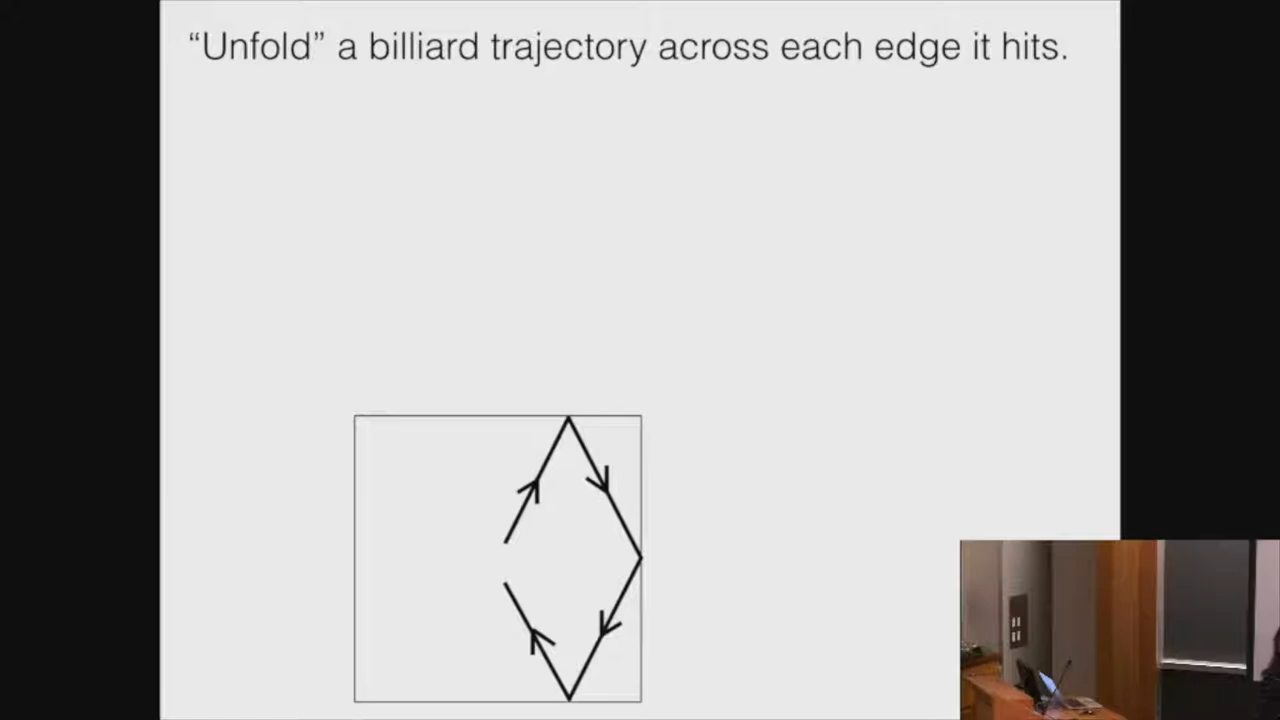 “Unfold” a billiard trajectory across each edge it hits.